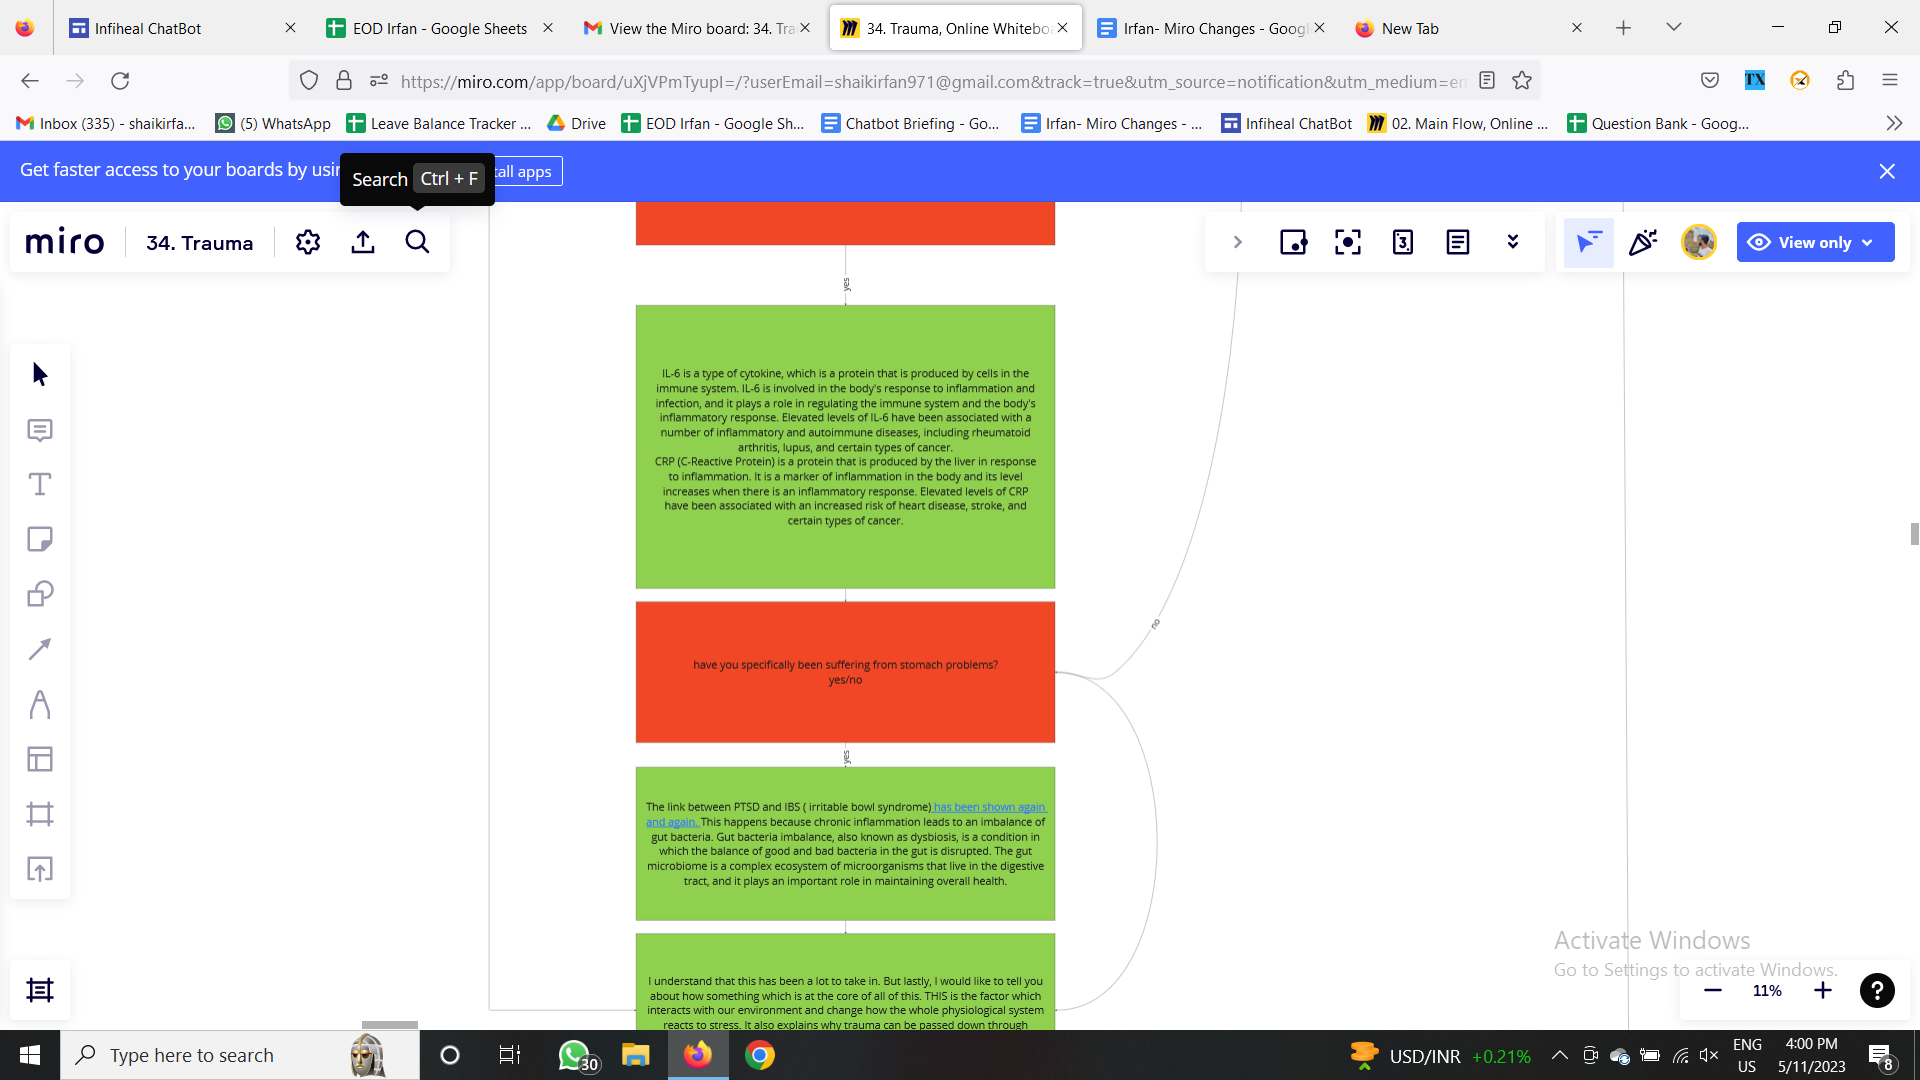 Infiheal ChatBot
EOD Irfan - Google Sheets
View the Miro board: 34. Tra
34. Trauma, Online Whiteboa
Irfan- Miro Changes - Googl
New Tab
https://miro.com/app/board/uXjVPmTyupI=/?userEmail=shaikirfan971@gmail.com&track=true&utm_source=notification&utm_medium=em
TX
Inbox (335) - shaikirfa...
(5) WhatsApp
Leave Balance Tracker ...
Drive
EOD Irfan - Google Sh...
Chatbot Briefing - Go...
Irfan- Miro Changes - ...
Infiheal ChatBot
02. Main Flow, Online ...
Question Bank - Goog...
Get faster access to your boards by usin
tall apps
Search Ctrl + F
miro
34. Trauma
3
View only
yes
IL-6 is a type of cytokine, which is a protein that is produced by cells in the
immune system. IL-6 is involved in the body's response to inflammation and
infection, and it plays a role in regulating the immune system and the body's
inflammatory response. Elevated levels of IL-6 have been associated with a
number of inflammatory and autoimmune diseases, including rheumatoid
arthritis, lupus, and certain types of cancer.
CRP (C-Reactive Protein) is a protein that is produced by the liver in response
to inflammation. It is a marker of inflammation in the body and its level
increases when there is an inflammatory response. Elevated levels of CRP
have been associated with an increased risk of heart disease, stroke, and
certain types of cancer.
no
have you specifically been suffering from stomach problems?
yes/no
yes
The link between PTSD and IBS ( irritable bowl syndrome) has been shown again
and again. This happens because chronic inflammation leads to an imbalance of
gut bacteria. Gut bacteria imbalance, also known as dysbiosis, is a condition in
which the balance of good and bad bacteria in the gut is disrupted. The gut
microbiome is a complex ecosystem of microorganisms that live in the digestive
tract, and it plays an important role in maintaining overall health.
I understand that this has been a lot to take in. But lastly, I would like to tell you
about how something which is at the core of all of this. THIS is the factor which
interacts with our environment and change how the whole physiological system
reacts to stress. It also explains why trauma can be passed down through
Activate Windows
Go to Settings to activate Windows.
11%
?
Type here to search
30
USD/INR +0.21%
ENG
US
4:00 PM
5/11/2023
8